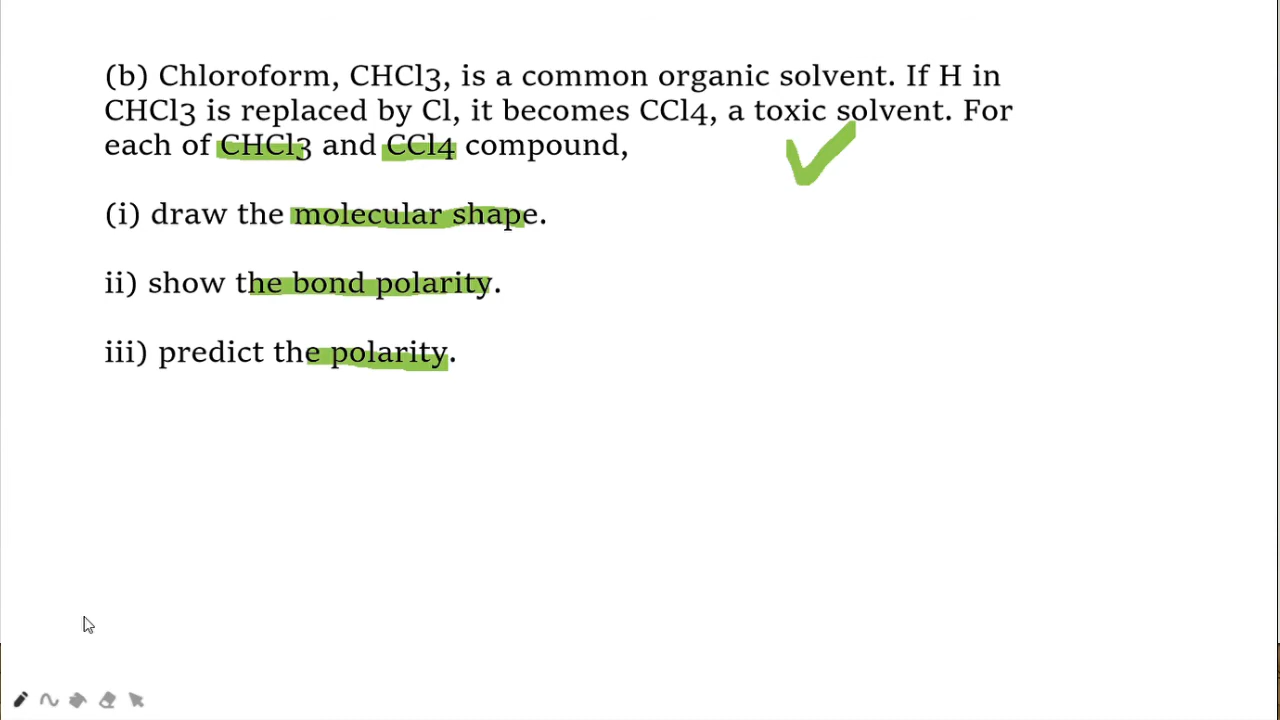 (b) Chloroform, CHCl3, is a common organic solvent. If H in
CHCl3 is replaced by Cl, it becomes CCl4, a toxic solvent. For
each of CHCl3 and CCl4 compound,
(i) draw the molecular shape.
ii) show the bond polarity.
iii) predict the polarity.